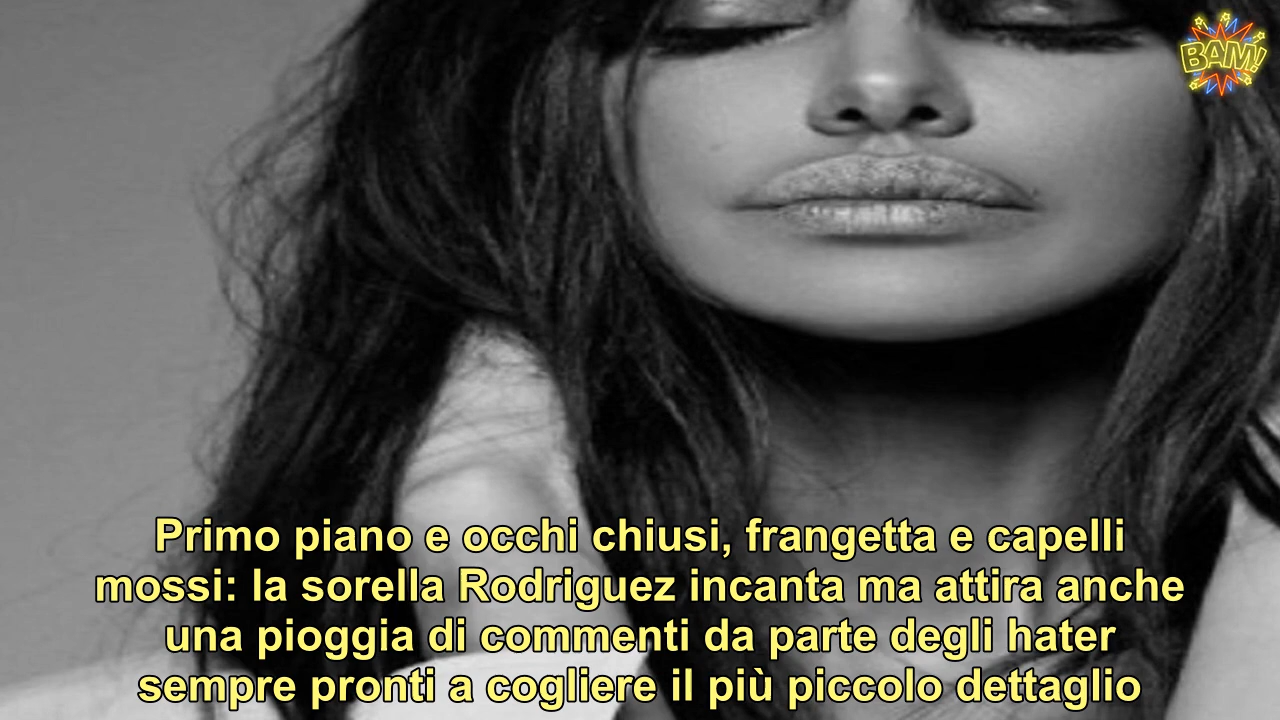 BAM!
Primo piano e occhi chiusi, frangetta e capelli
mossi: la sorella Rodriguez incanta ma attira anche
una pioggia di commenti da parte degli hater
sempre pronti a cogliere il più piccolo dettaglio